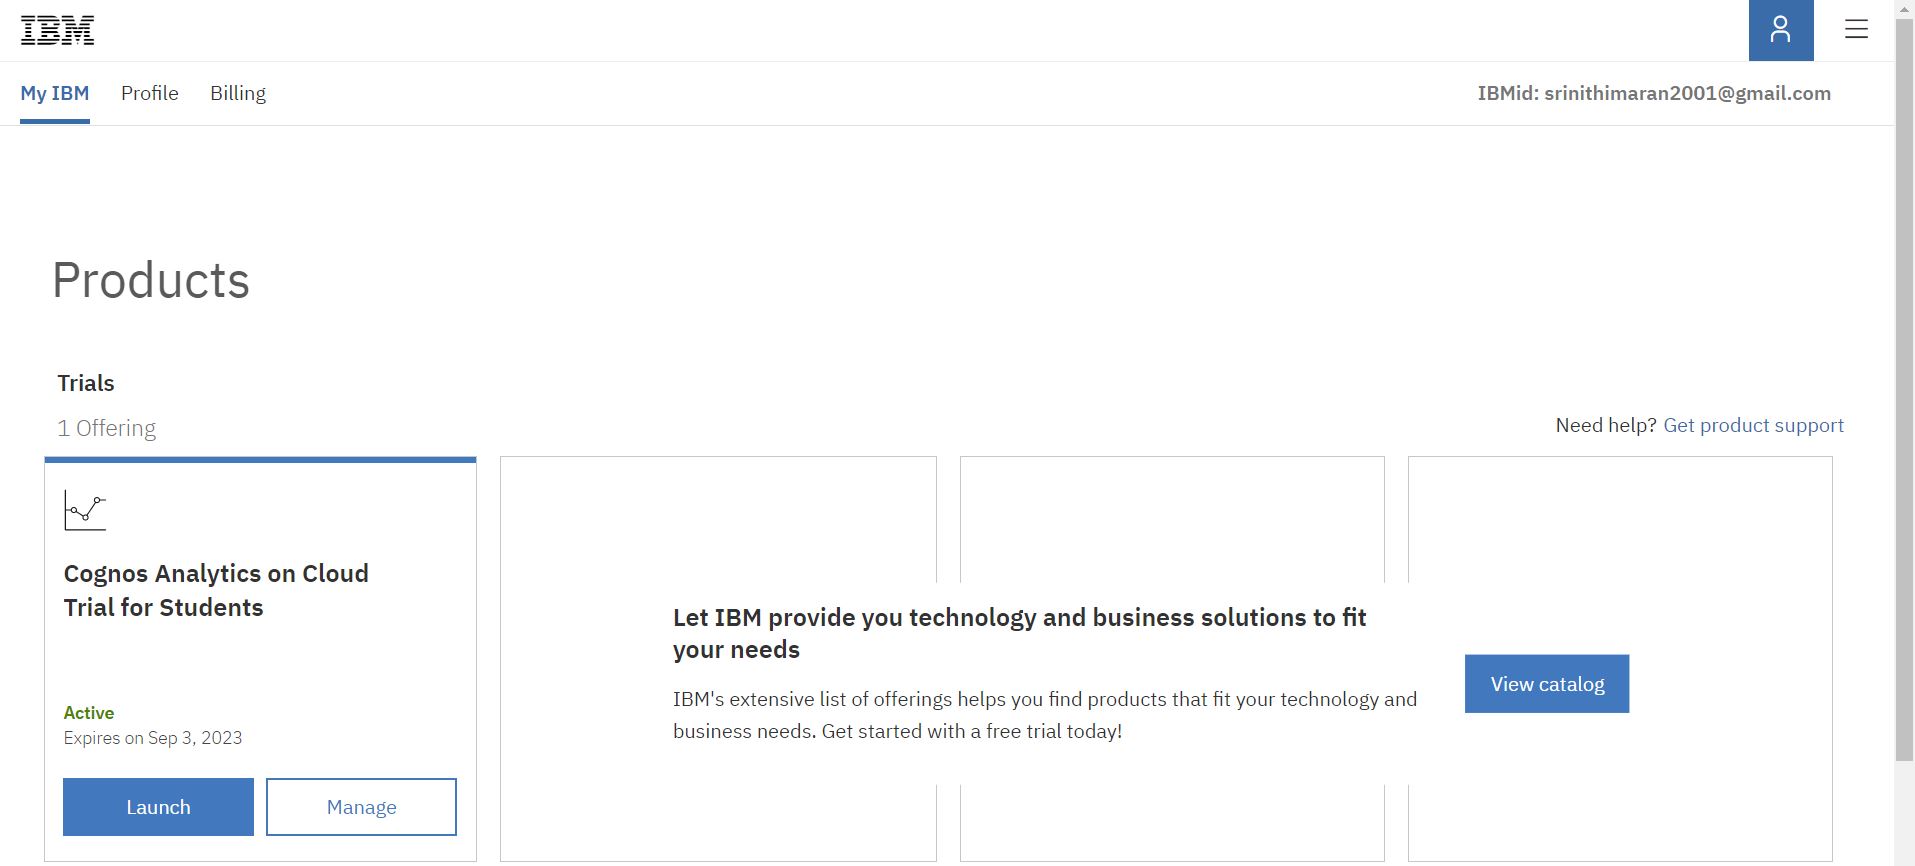 IBM
My IBM Profile Billing
IBMid: srinithimaran2001@gmail.com
Products
Trials
1 Offering
Need help? Get product support
Cognos Analytics on Cloud
Trial for Students
Active
Expires on Sep 3, 2023
Launch Manage
Let IBM provide you technology and business solutions to fit
your needs
IBM's extensive list of offerings helps you find products that fit your technology and
business needs. Get started with a free trial today!
View catalog